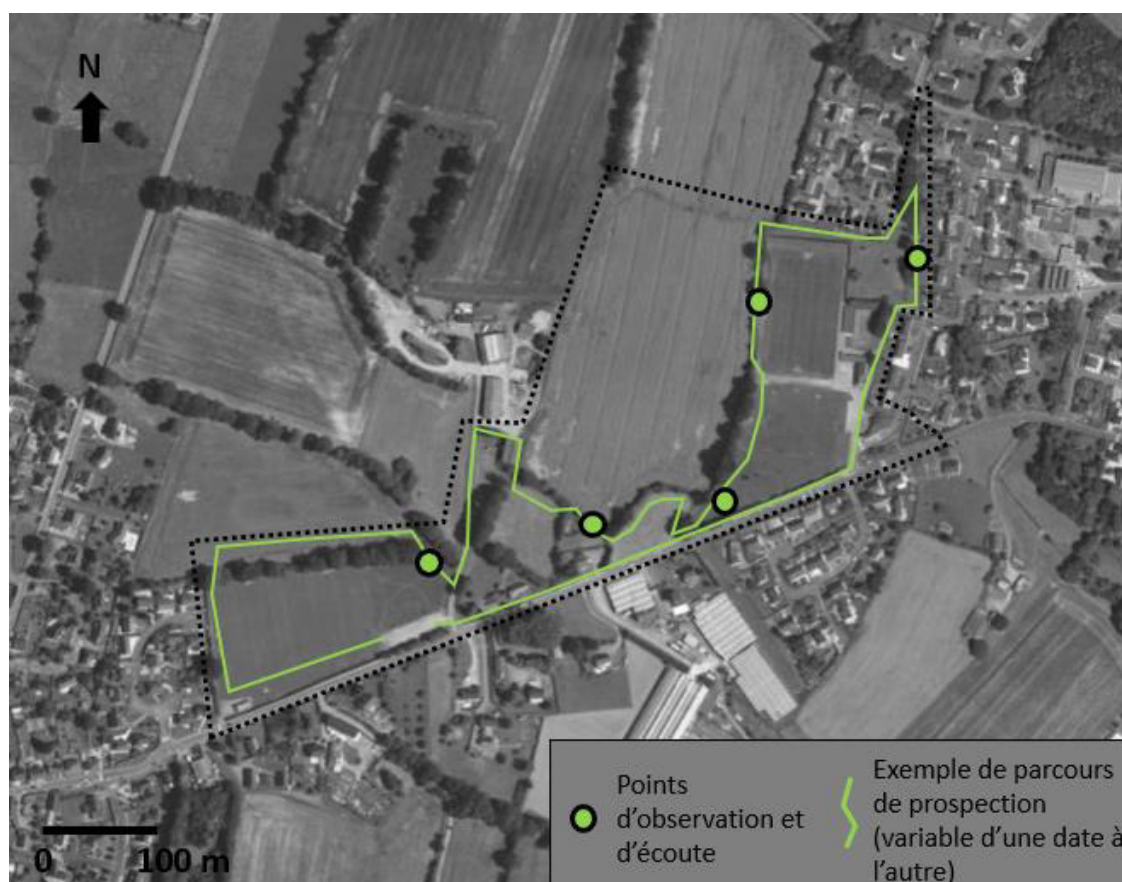 N
0 100 m
Points
d'observation et
d'écoute
Exemple de parcours
de prospection
(variable d'une date à
l'autre)